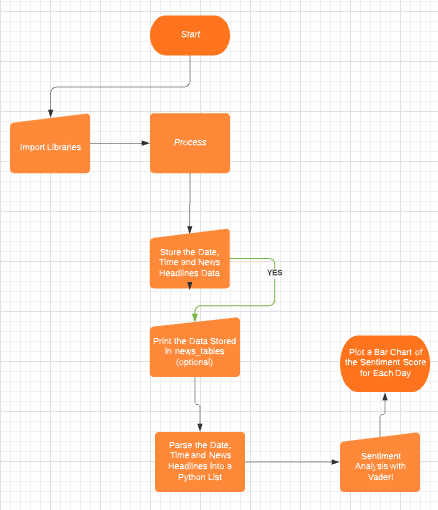 Start
Import Libraries
Process
Store the Date,
Time and News
Headlines Data
YES
Print the Data Stored
in news_tables
(optional)
Plot a Bar Chart of
the Sentiment Score
for Each Day
Parse the Date,
Time and News
Headlines into a
Python List
Sentiment
Analysis with
Vader!